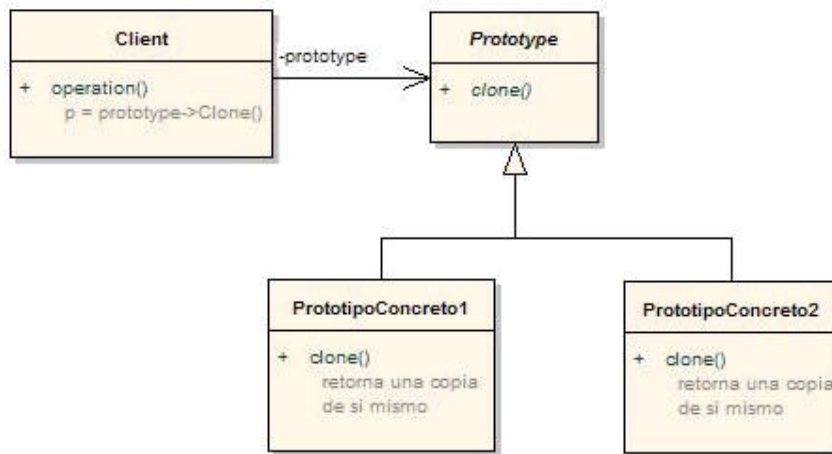 Client
+ operation()
p = prototype->Clone()
-prototype
Prototype
+ clone()
PrototipoConcreto1
+ clone()
retorna una copia
de si mismo
PrototipoConcreto2
+ clone()
retorna una copia
de si mismo